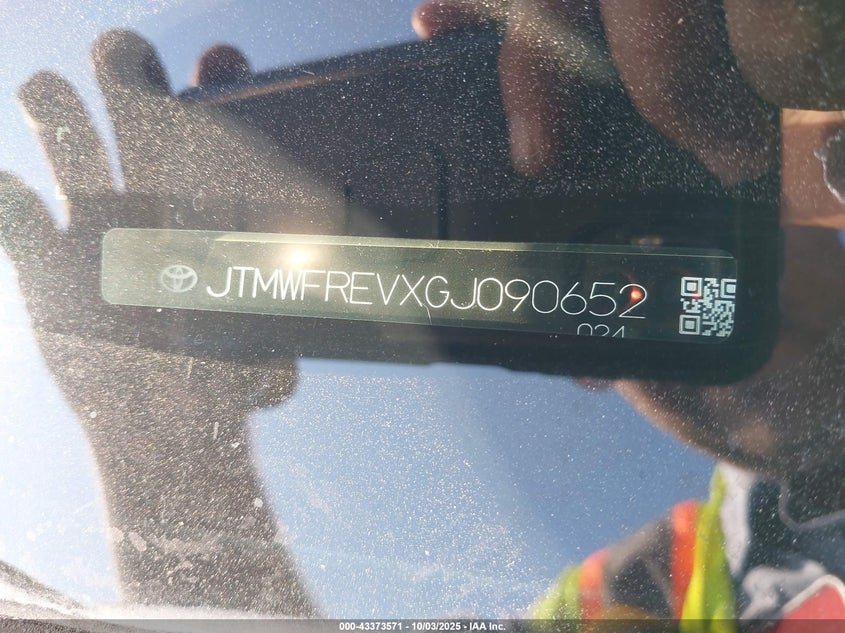 JTMWFREVXGJ090652
024
000-43373571 | 10/03/2025 - IAA Inc.